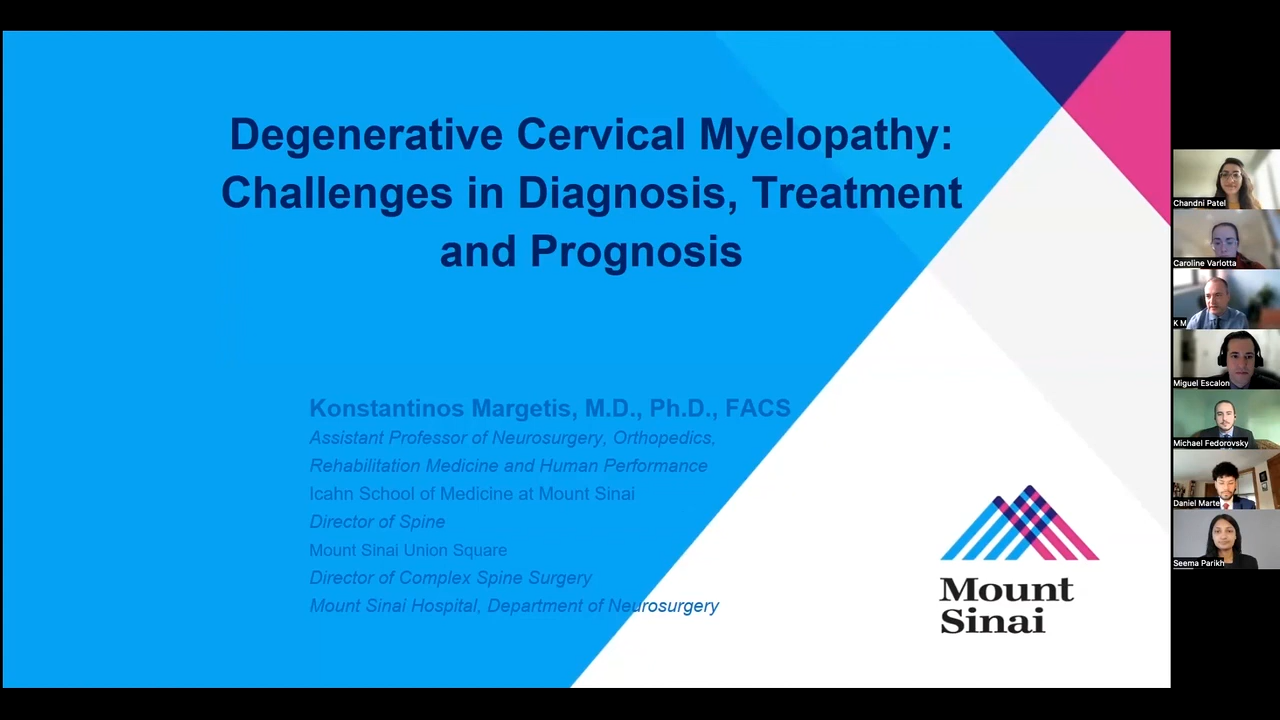 Degenerative Cervical Myelopathy:
Challenges in Diagnosis, Treatment
and Prognosis
Konstantinos Margetis, M.D., Ph.D., FACS
Assistant Professor of Neurosurgery, Orthopedics,
Rehabilitation Medicine and Human Performance
Icahn School of Medicine at Mount Sinai
Director of Spine
Mount Sinai Union Square
Director of Complex Spine Surgery
Mount Sinai Hospital, Department of Neurosurgery
Mount
Sinai
Chandni Patel
Caroline Varlotta
K M
Miguel Escalon
Michael Fedorovsky
Daniel Marte
Seema Parikh